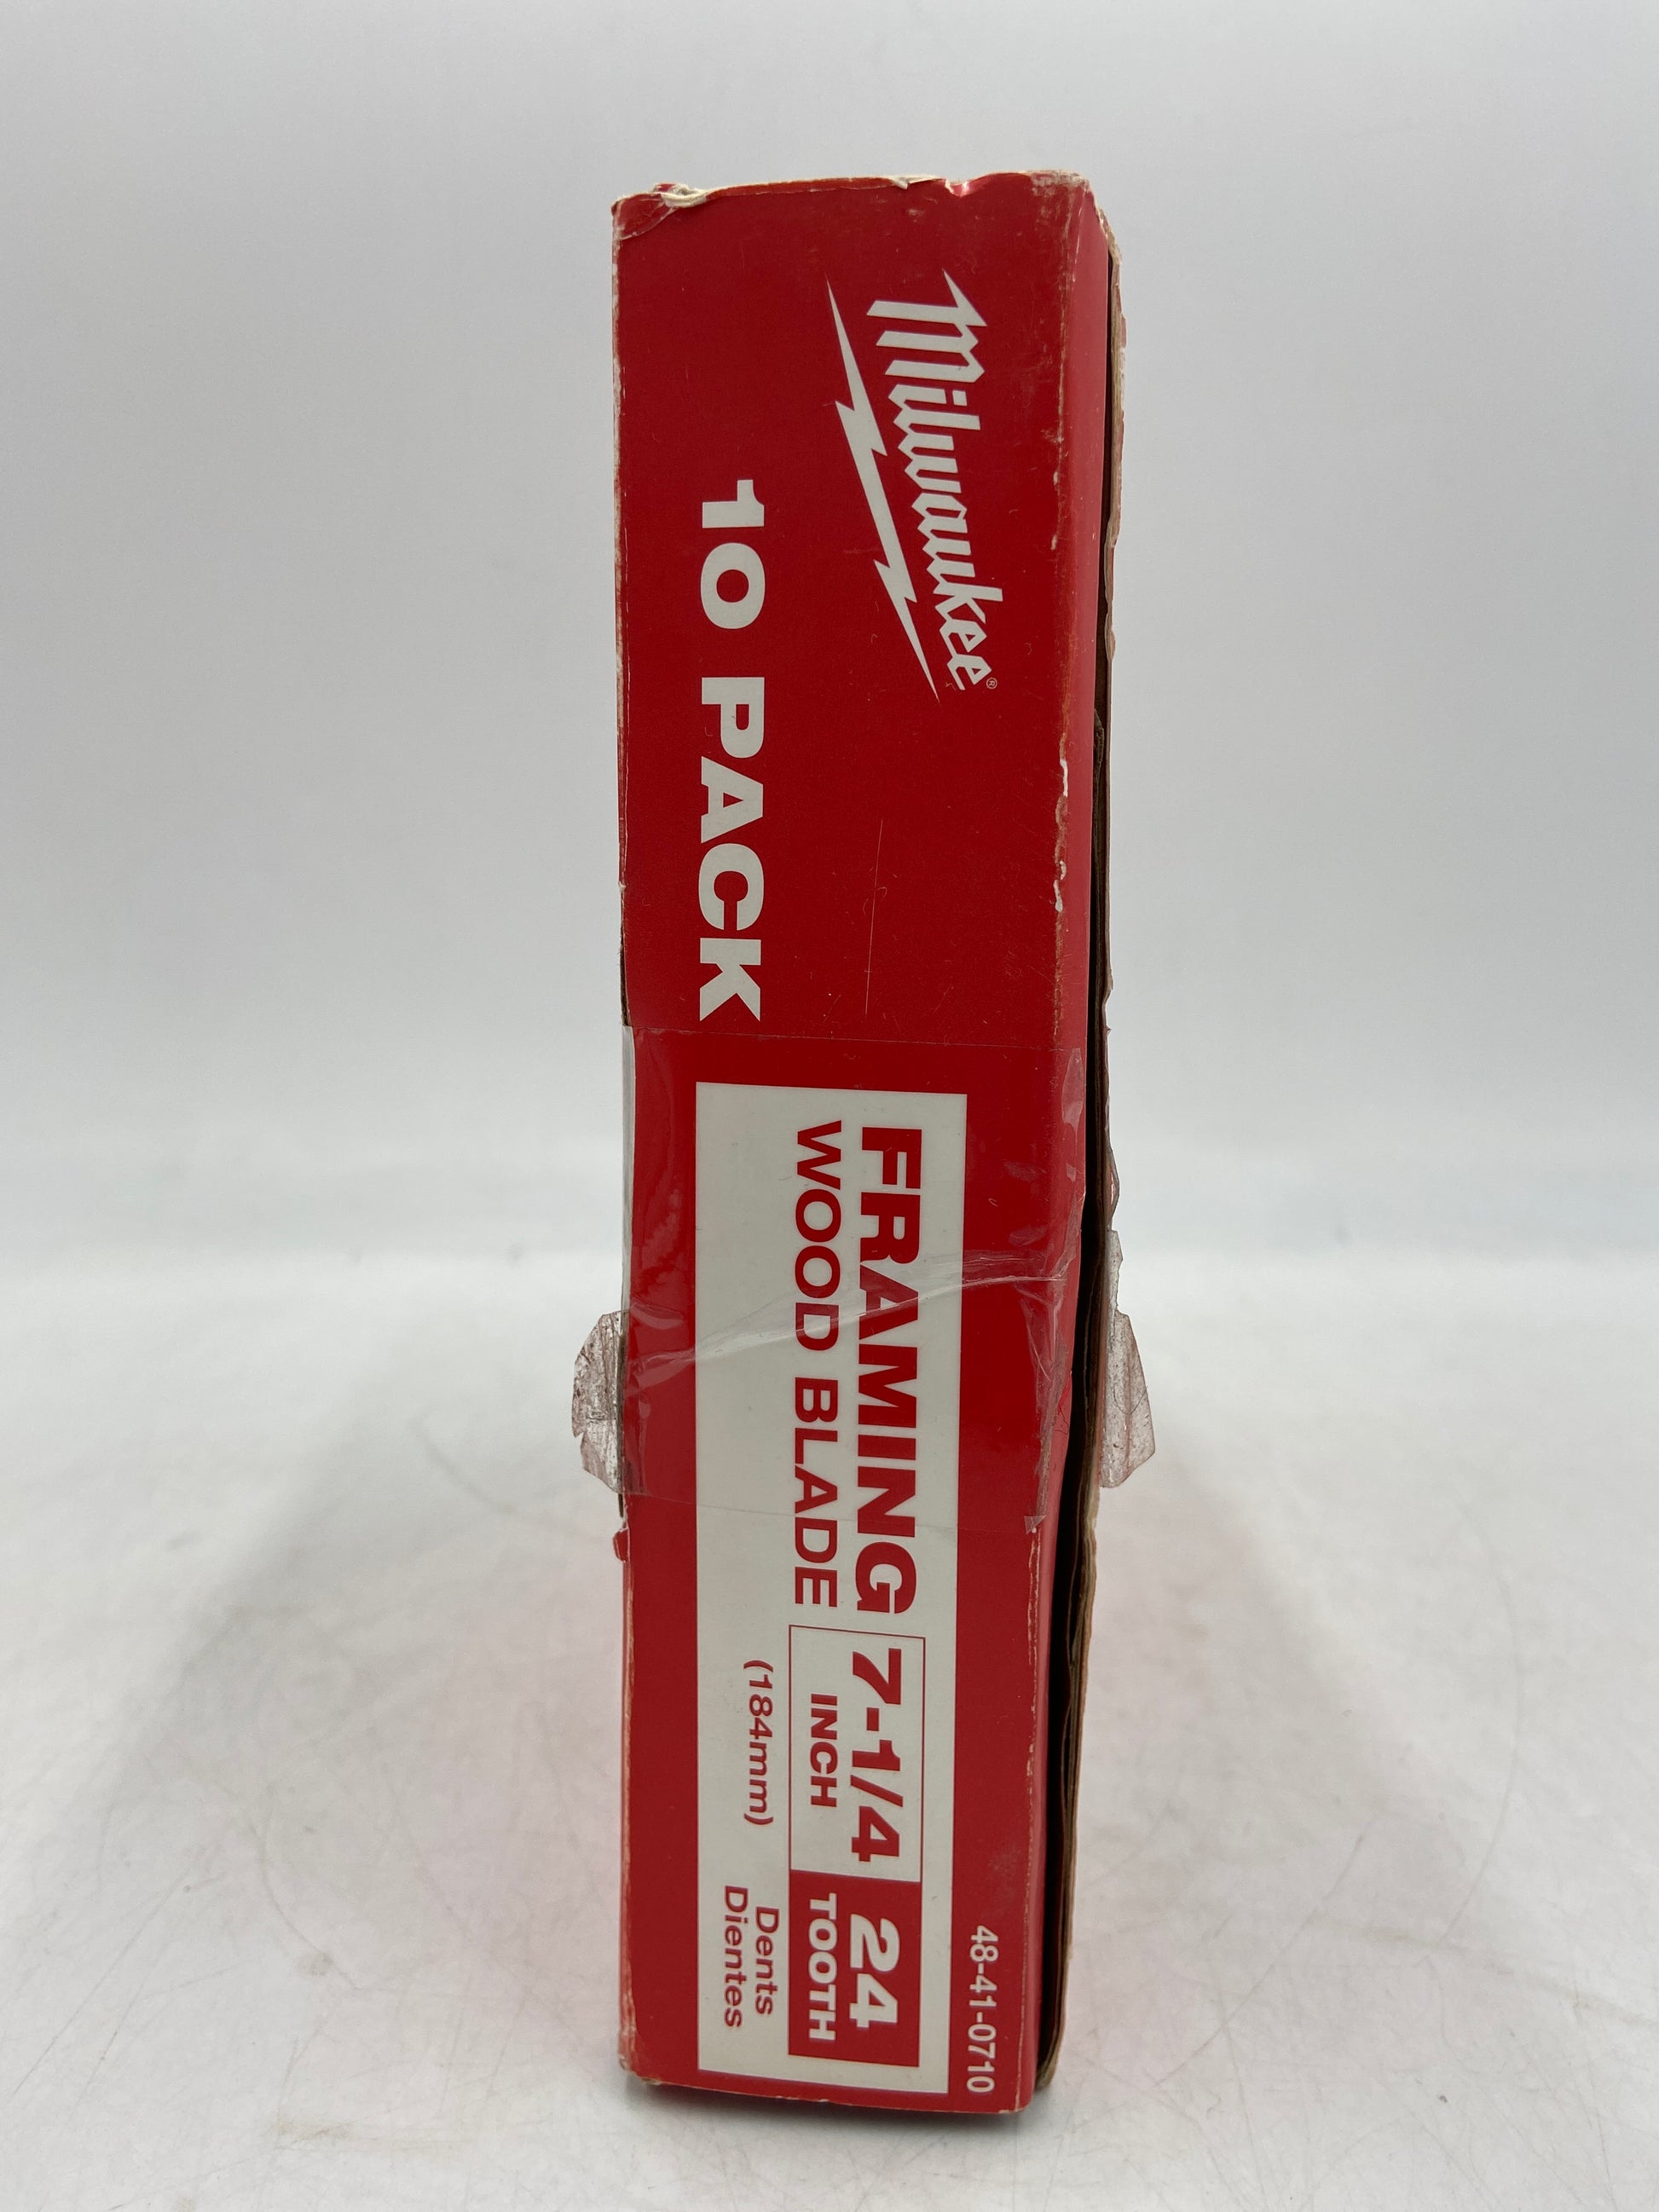 Milwaukee®
10 PACK
48-41-0710
FRAMING
WOOD BLADE
7-1/4
INCH
(184mm)
24
TOOTH
Dents
Dientes